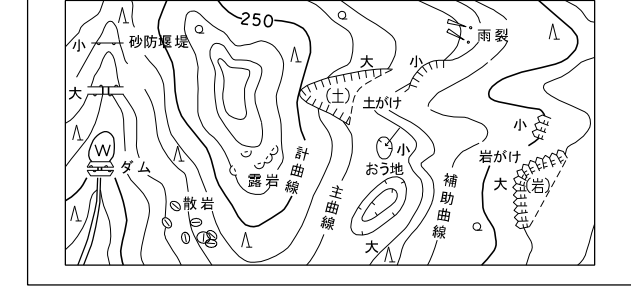 250
小 砂防堰堤
大
W
ダム
散岩
露岩
計曲線
主曲線
補助曲線
大
(土)
土がけ
小
雨裂
小
おう地
大
小
岩がけ
大
(岩)